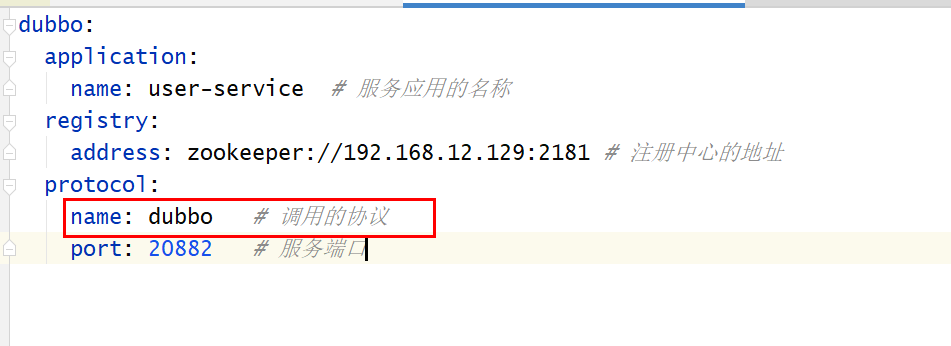 dubbo:
application:
name: user-service # 服务应用的名称
registry:
address: zookeeper://192.168.12.129:2181 # 注册中心的地址
protocol:
name: dubbo # 调用的协议
port: 20882 # 服务端口